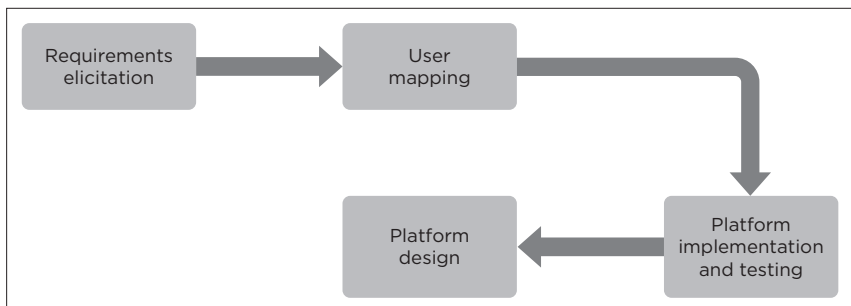 Requirements
elicitation
User
mapping
Platform
design
Platform
implementation
and testing